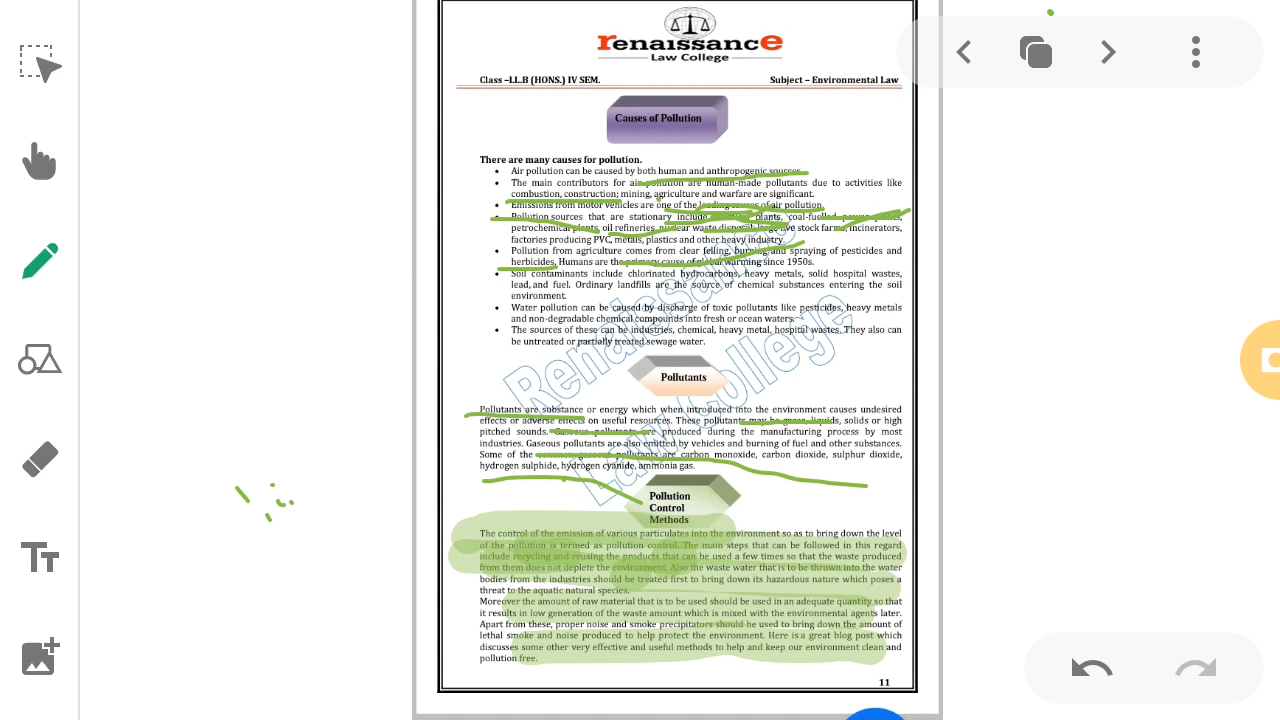 renaissance
Law College
Class –LL.B (HONS.) IV SEM. Subject – Environmental Law
Causes of Pollution
There are many causes for pollution.
• Air pollution can be caused by both human and anthropogenic sources.
• The main contributors for air pollution are human-made pollutants due to activities like
combustion, construction; mining, agriculture and warfare are significant.
• Emissions from motor vehicles are one of the leading causes of air pollution.
• Pollution sources that are stationary include plants, coal-fuelled power plants,
petrochemical plants, oil refineries, nuclear waste disposal, large live stock farms, incinerators,
factories producing PVC, metals, plastics and other heavy industry.
• Pollution from agriculture comes from clear felling, burning and spraying of pesticides and
herbicides. Humans are the primary cause of global warming since 1950s.
• Soil contaminants include chlorinated hydrocarbons, heavy metals, solid hospital wastes,
lead, and fuel. Ordinary landfills are the source of chemical substances entering the soil
environment.
• Water pollution can be caused by discharge of toxic pollutants like pesticides, heavy metals
and non-degradable chemical compounds into fresh or ocean waters.
• The sources of these can be industries, chemical, heavy metal, hospital wastes. They also can
be untreated or partially treated sewage water.
Renaissance
Law College
Pollutants
Pollutants are substance or energy which when introduced into the environment causes undesired
effects or adverse effects on useful resources. These pollutants may be gases, liquids, solids or high
pitched sounds. Gaseous pollutants are produced during the manufacturing process by most
industries. Gaseous pollutants are also emitted by vehicles and burning of fuel and other substances.
Some of the common gaseous pollutants are carbon monoxide, carbon dioxide, sulphur dioxide,
hydrogen sulphide, hydrogen cyanide, ammonia gas.
Pollution
Control
Methods
The control of the emission of various particulates into the environment so as to bring down the level
of the pollution is termed as pollution control. The main steps that can be followed in this regard
include recycling and reusing the products that can be used a few times so that the waste produced
from them does not deplete the environment. Also the waste water that is to be thrown into the water
bodies from the industries should be treated first to bring down its hazardous nature which poses a
threat to the aquatic natural species.
Moreover the amount of raw material that is to be used should be used in an adequate quantity so that
it results in low generation of the waste amount which is mixed with the environmental agents later.
Apart from these, proper noise and smoke precipitators should be used to bring down the amount of
lethal smoke and noise produced to help protect the environment. Here is a great blog post which
discusses some other very effective and useful methods to help and keep our environment clean and
pollution free.
11